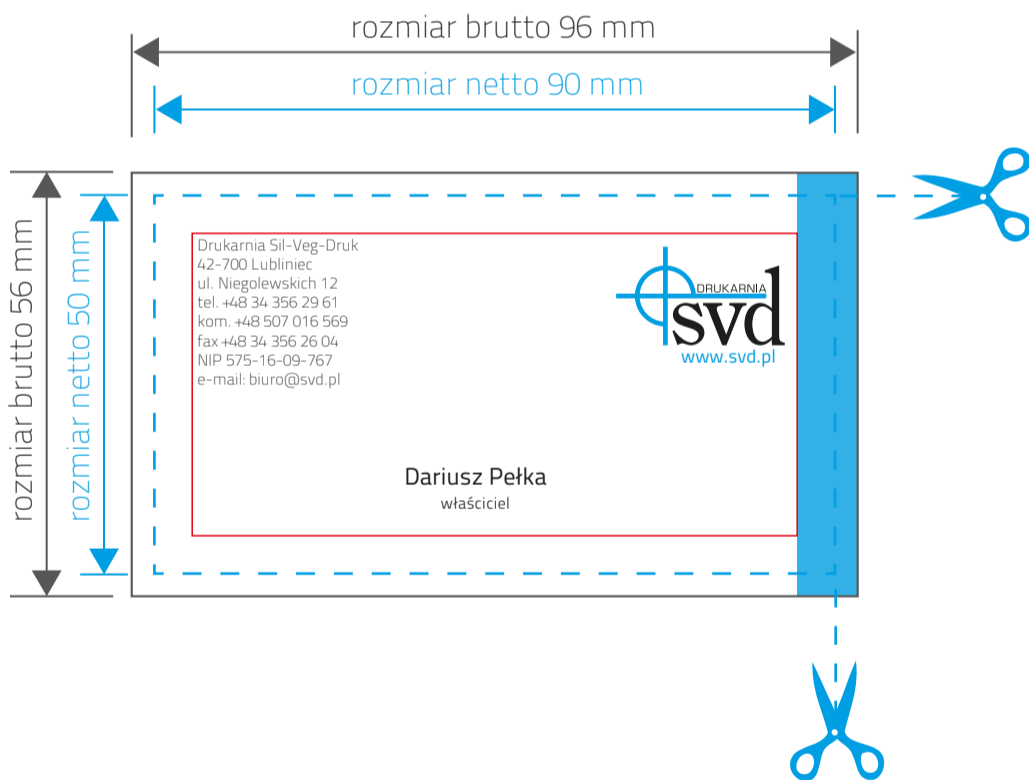 rozmiar brutto 96 mm
rozmiar netto 90 mm
rozmiar brutto 56 mm
rozmiar netto 50 mm
Drukarnia Sil-Veg-Druk
42-700 Lubliniec
ul. Niegolewskich 12
tel. +48 34 356 29 61
kom. +48 507 016 569
fax +48 34 356 26 04
NIP 575-16-09-767
e-mail: biuro@svd.pl
DRUKARNIA
svd
www.svd.pl
Dariusz Pełka
właściciel